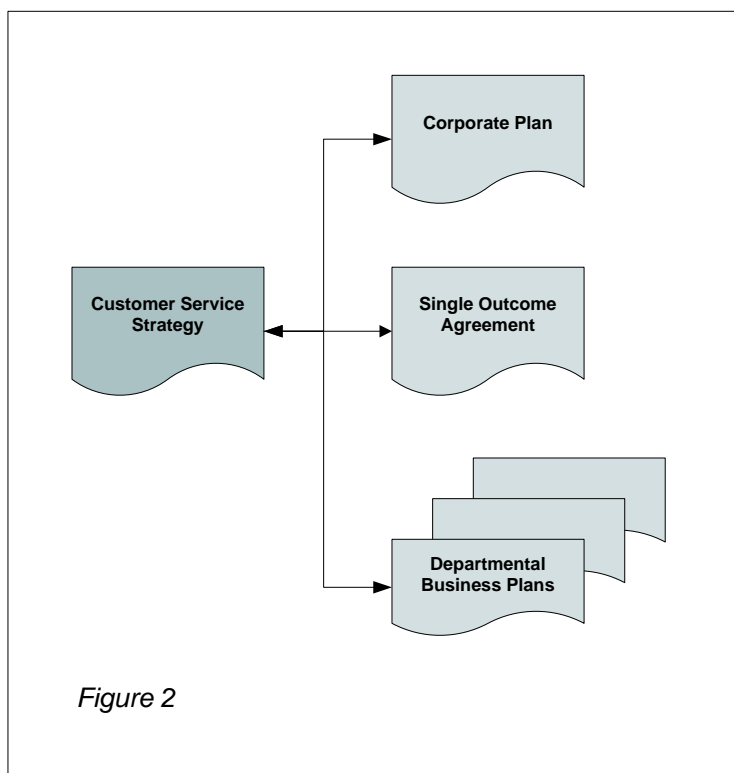 Corporate Plan
Customer Service
Strategy
Single Outcome
Agreement
Departmental
Business Plans
Figure 2